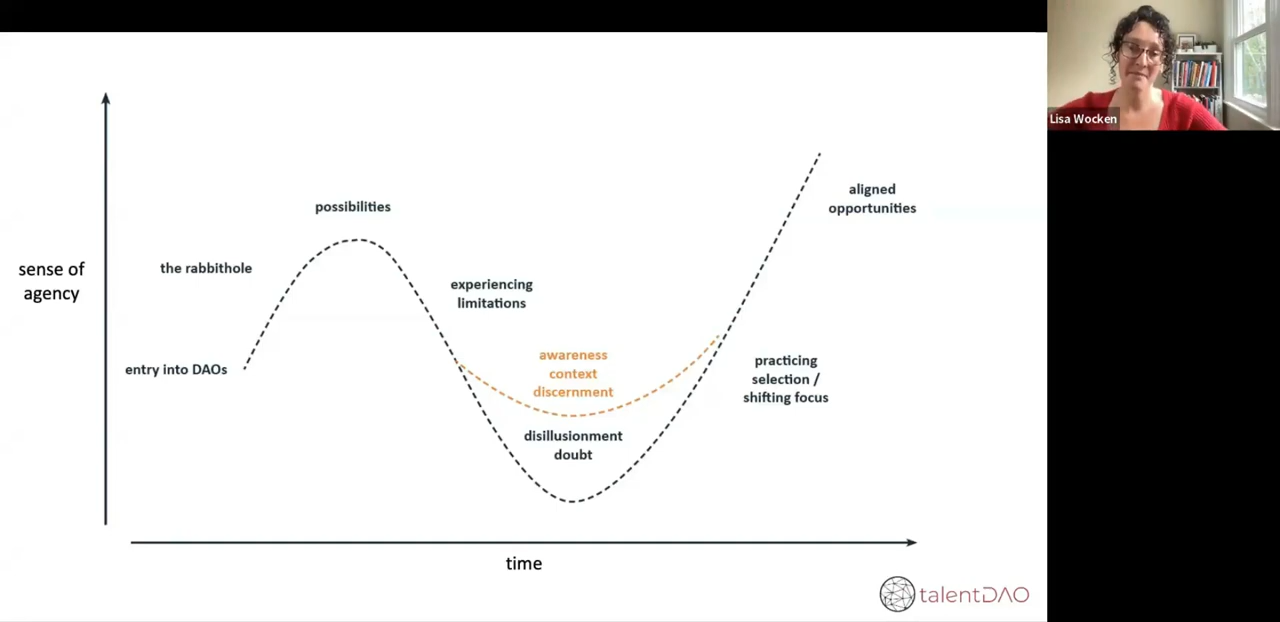 possibilities
the rabbithole
sense of
agency
experiencing
limitations
entry into DAOs
awareness
context
discernment
disillusionment
doubt
practicing
selection /
shifting focus
aligned
opportunities
time
talentDAO
Lisa Wocken